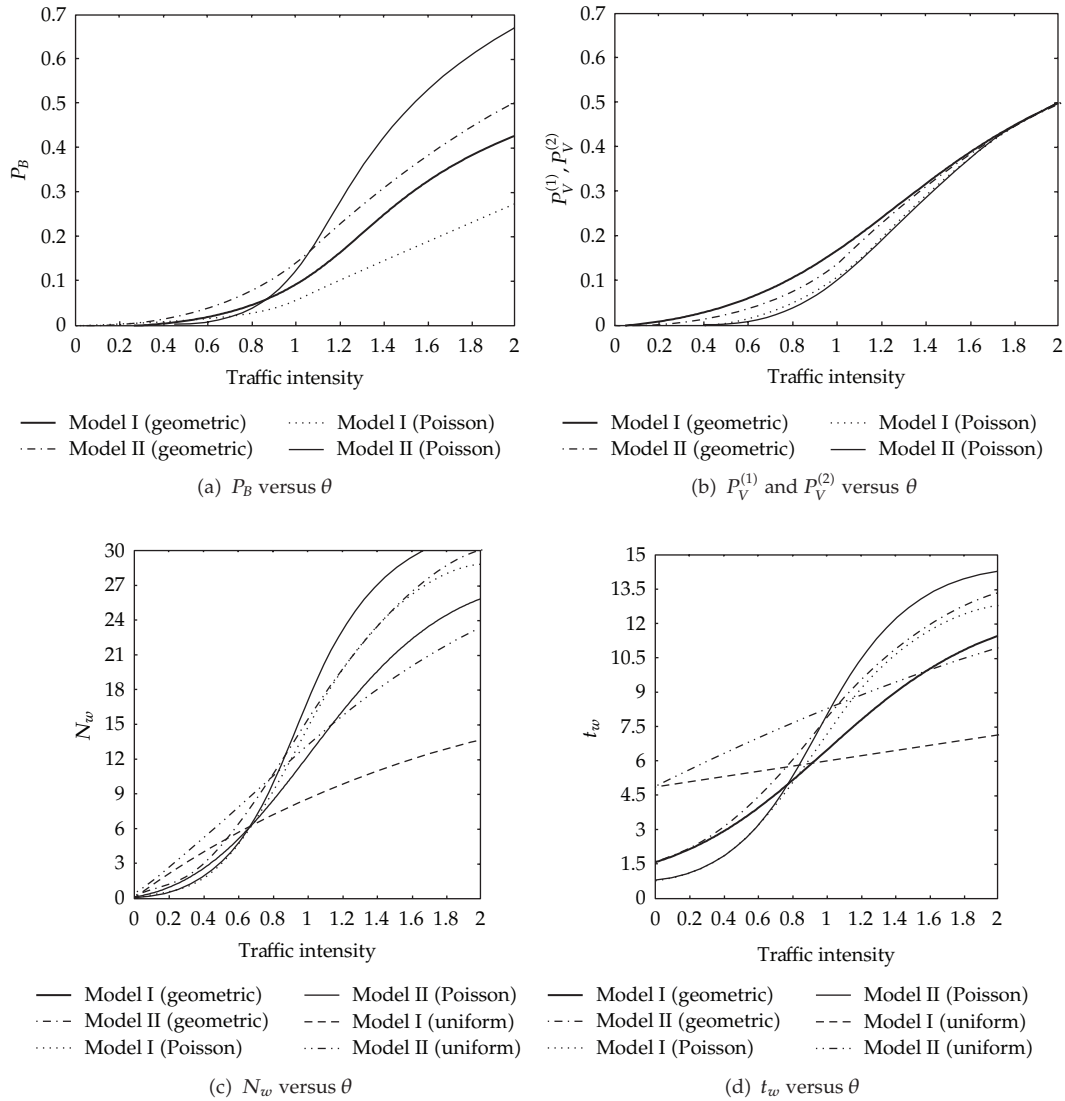 0.7
0.6
0.5
0.4
0.3
0.2
0.1
0
P_B
0 0.2 0.4 0.6 0.8 1 1.2 1.4 1.6 1.8 2
Traffic intensity
Model I (geometric)
Model II (geometric)
Model I (Poisson)
Model II (Poisson)
(a) P_B versus θ
0.7
0.6
0.5
0.4
0.3
0.2
0.1
0
P_V^(1), P_V^(2)
0 0.2 0.4 0.6 0.8 1 1.2 1.4 1.6 1.8 2
Traffic intensity
Model I (geometric)
Model II (geometric)
Model I (Poisson)
Model II (Poisson)
(b) P_V^(1) and P_V^(2) versus θ
30
27
24
21
18
15
12
9
6
3
0
N_w
0 0.2 0.4 0.6 0.8 1 1.2 1.4 1.6 1.8 2
Traffic intensity
Model I (geometric)
Model II (geometric)
Model I (Poisson)
Model II (Poisson)
Model I (uniform)
Model II (uniform)
(c) N_w versus θ
15
13.5
12
10.5
9
7.5
6
4.5
3
1.5
0
t_w
0 0.2 0.4 0.6 0.8 1 1.2 1.4 1.6 1.8 2
Traffic intensity
Model I (geometric)
Model II (geometric)
Model I (Poisson)
Model II (Poisson)
Model I (uniform)
Model II (uniform)
(d) t_w versus θ